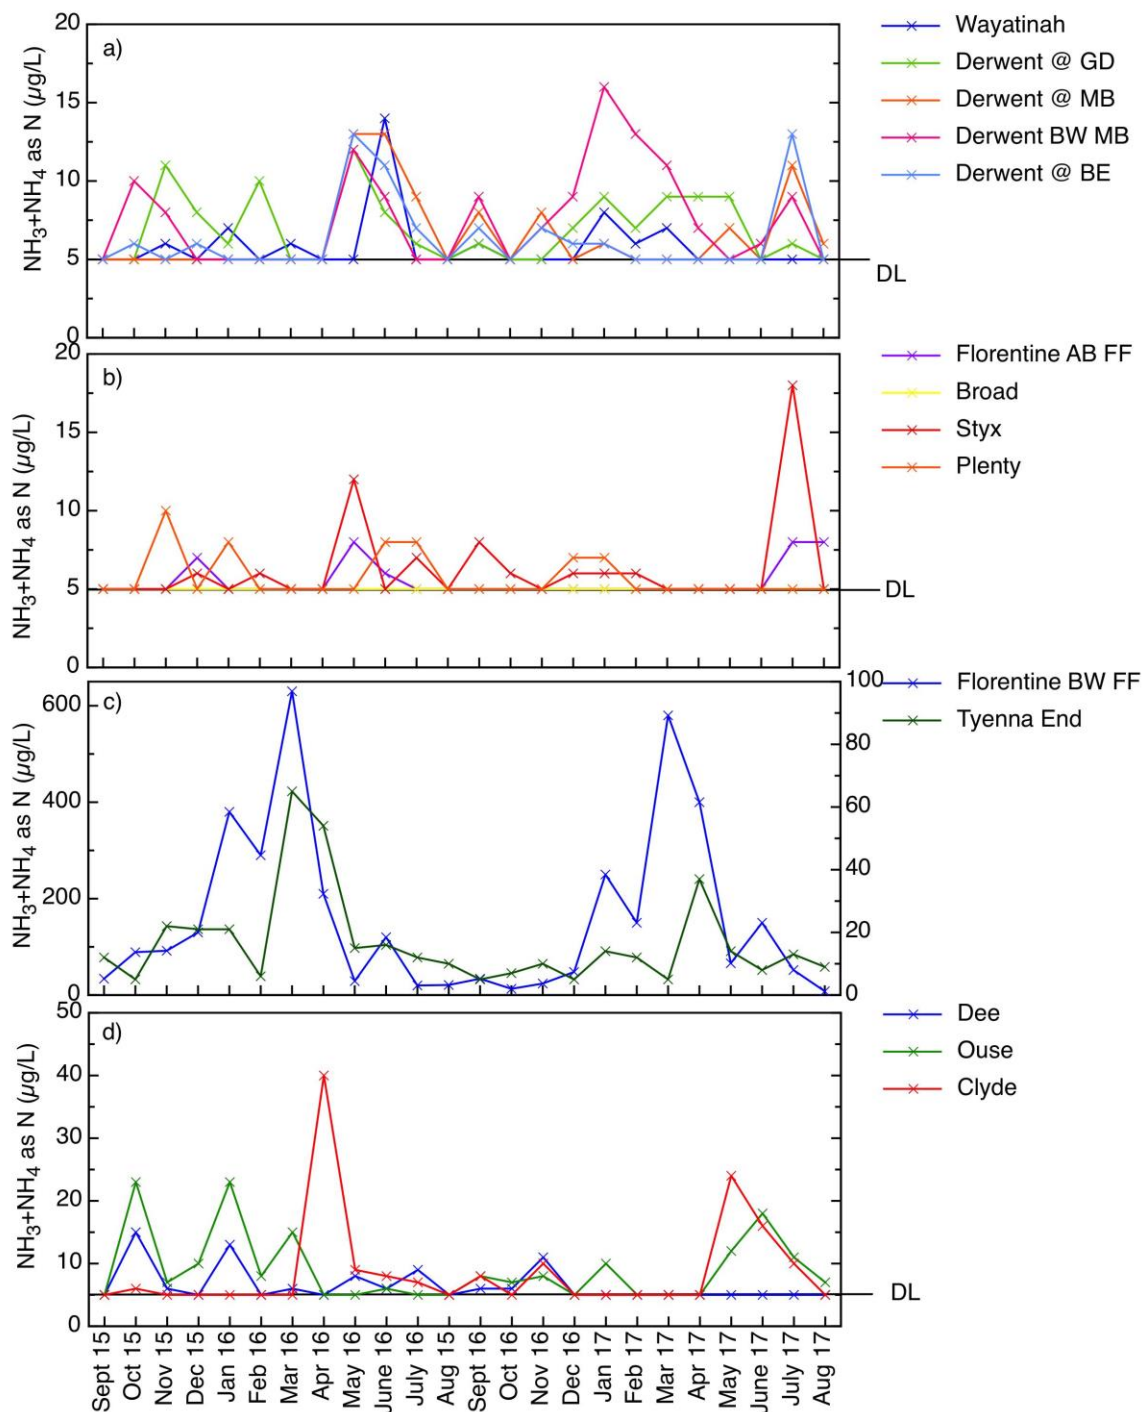 20
15
10
5
0
NH3+NH4 as N (µg/L)
a)
DL
Wayatinah
Derwent @ GD
Derwent @ MB
Derwent BW MB
Derwent @ BE
20
15
10
5
0
NH3+NH4 as N (µg/L)
b)
DL
Florentine AB FF
Broad
Styx
Plenty
600
400
200
0
NH3+NH4 as N (µg/L)
c)
100
80
60
40
20
0
Florentine BW FF
Tyenna End
50
40
30
20
10
0
NH3+NH4 as N (µg/L)
d)
DL
Dee
Ouse
Clyde
Sept 15
Oct 15
Nov 15
Dec 15
Jan 16
Feb 16
Mar 16
Apr 16
May 16
June 16
July 16
Aug 15
Sept 16
Oct 16
Nov 16
Dec 16
Jan 17
Feb 17
Mar 17
Apr 17
May 17
June 17
July 17
Aug 17